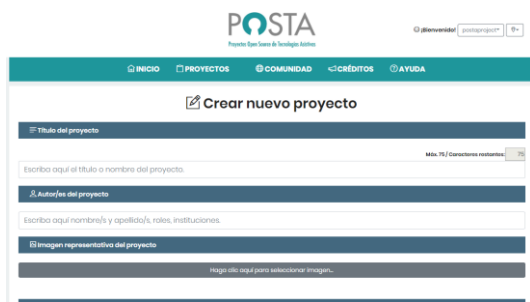 POSTA
Proyectos Open Source de Tecnologías Asistivas
¡Bienvenido! postaproject
INICIO PROYECTOS COMUNIDAD CRÉDITOS AYUDA
Crear nuevo proyecto
Título del proyecto
Máx. 75 / Caracteres restantes: 75
Escriba aquí el título o nombre del proyecto.
Autor/es del proyecto
Escriba aquí nombre/s y apellido/s, roles, instituciones.
Imagen representativa del proyecto
Haga clic aquí para seleccionar imagen...